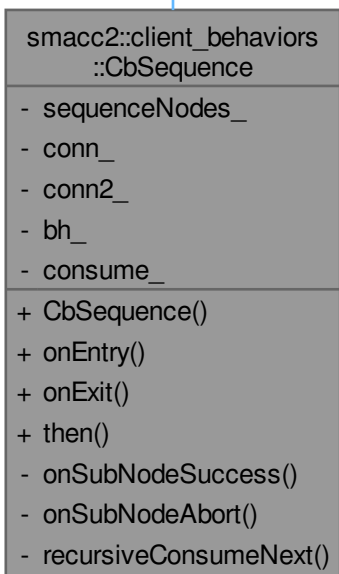 smacc2::client_behaviors
::CbSequence
- sequenceNodes_
- conn_
- conn2_
- bh_
- consume_
+ CbSequence()
+ onEntry()
+ onExit()
+ then()
- onSubNodeSuccess()
- onSubNodeAbort()
- recursiveConsumeNext()